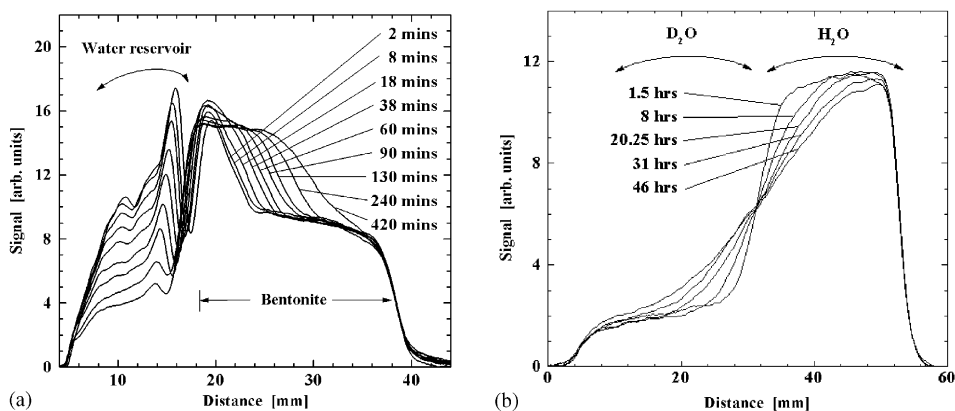 20
16
12
8
4
0
Signal [arb. units]
Water reservoir
2 mins
8 mins
18 mins
38 mins
60 mins
90 mins
130 mins
240 mins
420 mins
Bentonite
10
20
30
40
Distance [mm]
(a)
12
8
4
0
Signal [arb. units]
D₂O
H₂O
1.5 hrs
8 hrs
20.25 hrs
31 hrs
46 hrs
0
20
40
60
Distance [mm]
(b)